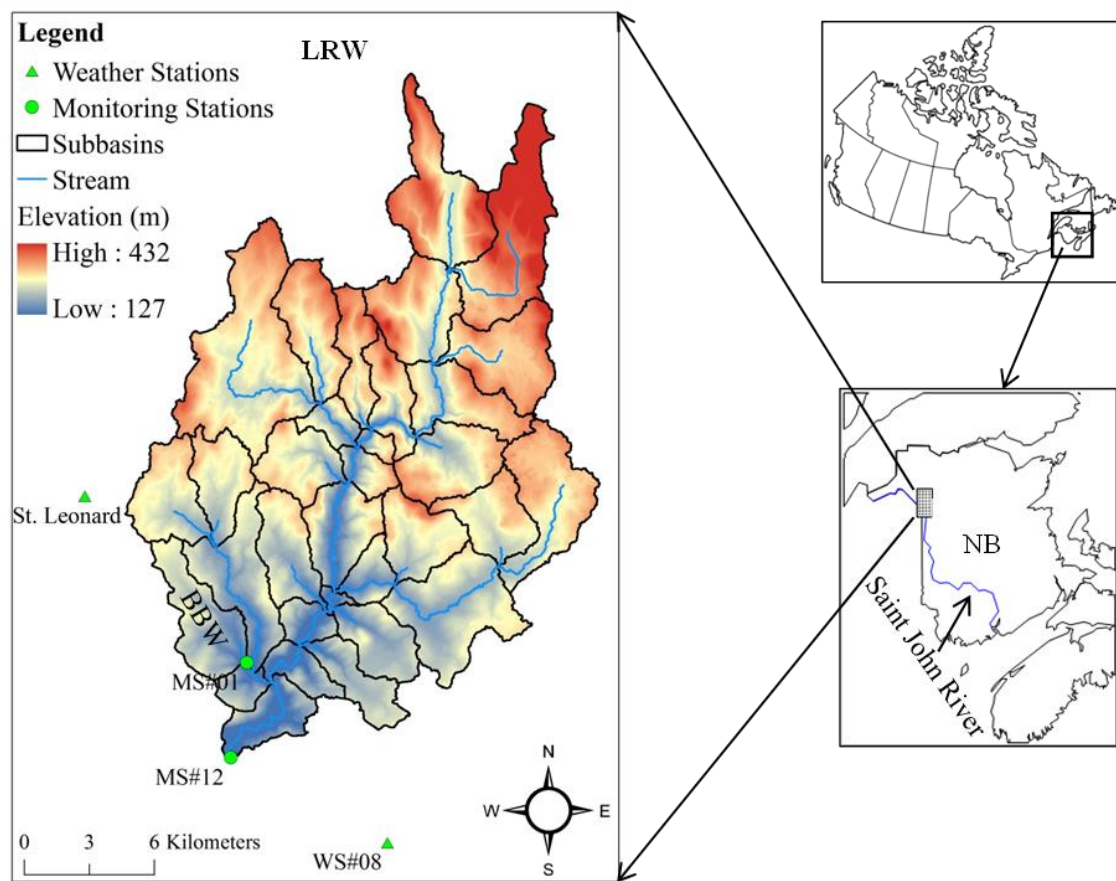 Legend
LRW
Weather Stations
Monitoring Stations
Subbasins
Stream
Elevation (m)
High : 432
Low : 127
St. Leonard
BBW
MS#01
MS#12
WS#08
0 3 6 Kilometers
N
W E
S
NB
Saint John River